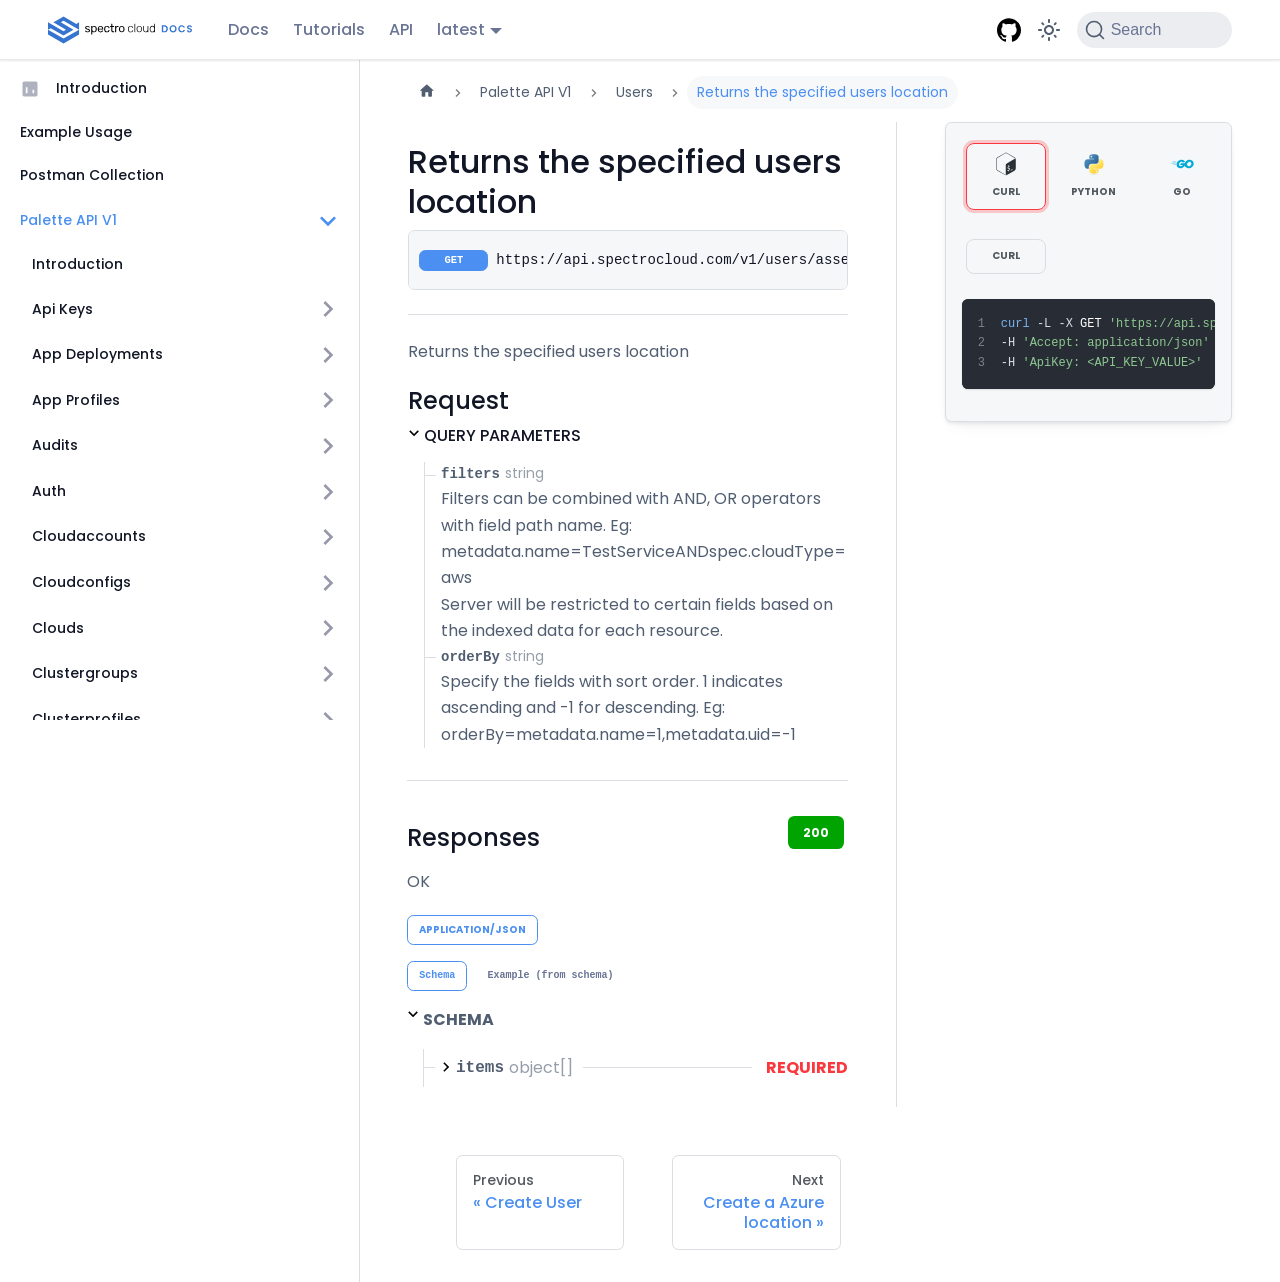 spectro cloud DOCS
Docs
Tutorials
API
latest
Search
Introduction
Example Usage
Postman Collection
Palette API V1
Introduction
Api Keys
App Deployments
App Profiles
Audits
Auth
Cloudaccounts
Cloudconfigs
Clouds
Clustergroups
Clusterprofiles
Palette API V1
Users
Returns the specified users location
Returns the specified users
location
GET https://api.spectrocloud.com/v1/users/asse
Returns the specified users location
Request
QUERY PARAMETERS
filters string
Filters can be combined with AND, OR operators
with field path name. Eg:
metadata.name=TestServiceANDspec.cloudType=
aws
Server will be restricted to certain fields based on
the indexed data for each resource.
orderBy string
Specify the fields with sort order. 1 indicates
ascending and -1 for descending. Eg:
orderBy=metadata.name=1,metadata.uid=-1
Responses
200
OK
APPLICATION/JSON
Schema
Example (from schema)
SCHEMA
items object[]
REQUIRED
Previous
« Create User
Next
Create a Azure
location »
CURL
PYTHON
GO
GO
CURL
1 curl -L -X GET 'https://api.sp
2 -H 'Accept: application/json'
3 -H 'ApiKey: <API_KEY_VALUE>'